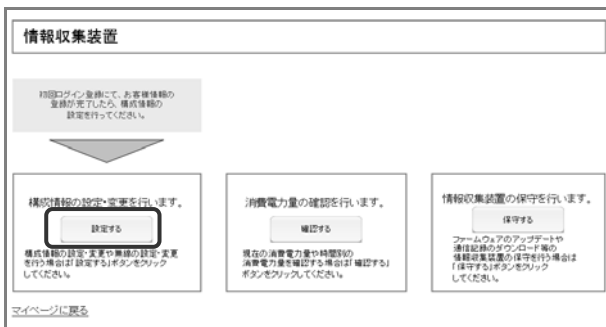 情報収集装置
初回ログイン登録にて、お客様情報の
登録が完了したら、構成情報の
設定を行ってください。
構成情報の設定・変更を行います。
設定する
構成情報の設定・変更や無線の設定・変更
を行う場合は「設定する」ボタンをクリック
してください。
消費電力量の確認を行います。
確認する
現在の消費電力量や時間別の
消費電力量を確認する場合は「確認する」
ボタンをクリックしてください。
情報収集装置の保守を行います。
保守する
ファームウェアのアップデートや
通信記録のダウンロード等の
情報収集装置の保守を行う場合は
「保守する」ボタンをクリック
してください。
マイページに戻る